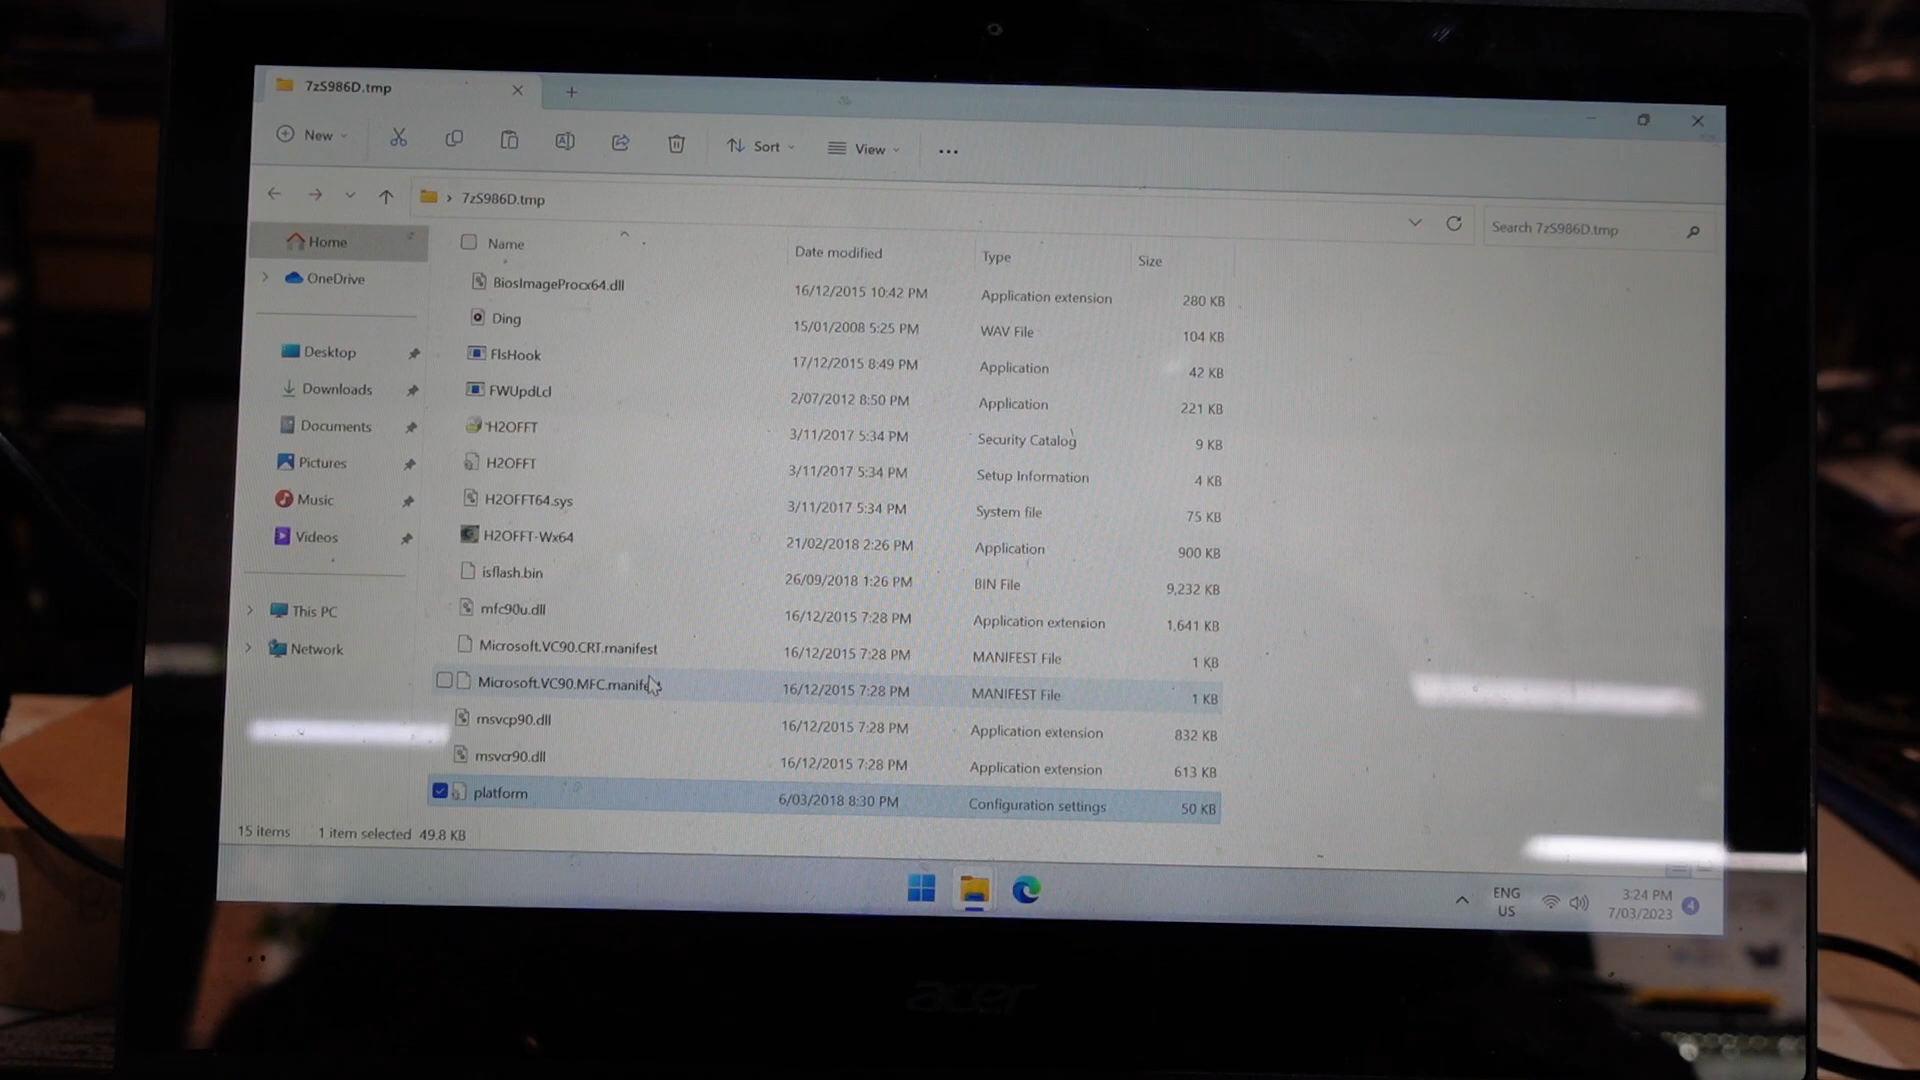 7zS986D.tmp
New
Sort
View
7zS986D.tmp
Search 7zS986D.tmp
Home
OneDrive
Desktop
Downloads
Documents
Pictures
Music
Videos
This PC
Network
Name Date modified Type Size
BiosImageProcx64.dll 16/12/2015 10:42 PM Application extension 280 KB
Ding 15/01/2008 5:25 PM WAV File 104 KB
FlsHook 17/12/2015 8:49 PM Application 42 KB
FWUpdLcl 2/07/2012 8:50 PM Application 221 KB
H2OFFT 3/11/2017 5:34 PM Security Catalog 9 KB
H2OFFT 3/11/2017 5:34 PM Setup Information 4 KB
H2OFFT64.sys 3/11/2017 5:34 PM System file 75 KB
H2OFFT-Wx64 21/02/2018 2:26 PM Application 900 KB
isflash.bin 26/09/2018 1:26 PM BIN File 9,232 KB
mfc90u.dll 16/12/2015 7:28 PM Application extension 1,641 KB
Microsoft.VC90.CRT.manifest 16/12/2015 7:28 PM MANIFEST File 1 KB
Microsoft.VC90.MFC.manifest 16/12/2015 7:28 PM MANIFEST File 1 KB
msvcp90.dll 16/12/2015 7:28 PM Application extension 832 KB
msvcr90.dll 16/12/2015 7:28 PM Application extension 613 KB
platform 6/03/2018 8:30 PM Configuration settings 50 KB
15 items 1 item selected 49.8 KB
ENG
US
3:24 PM
7/03/2023
4
acer